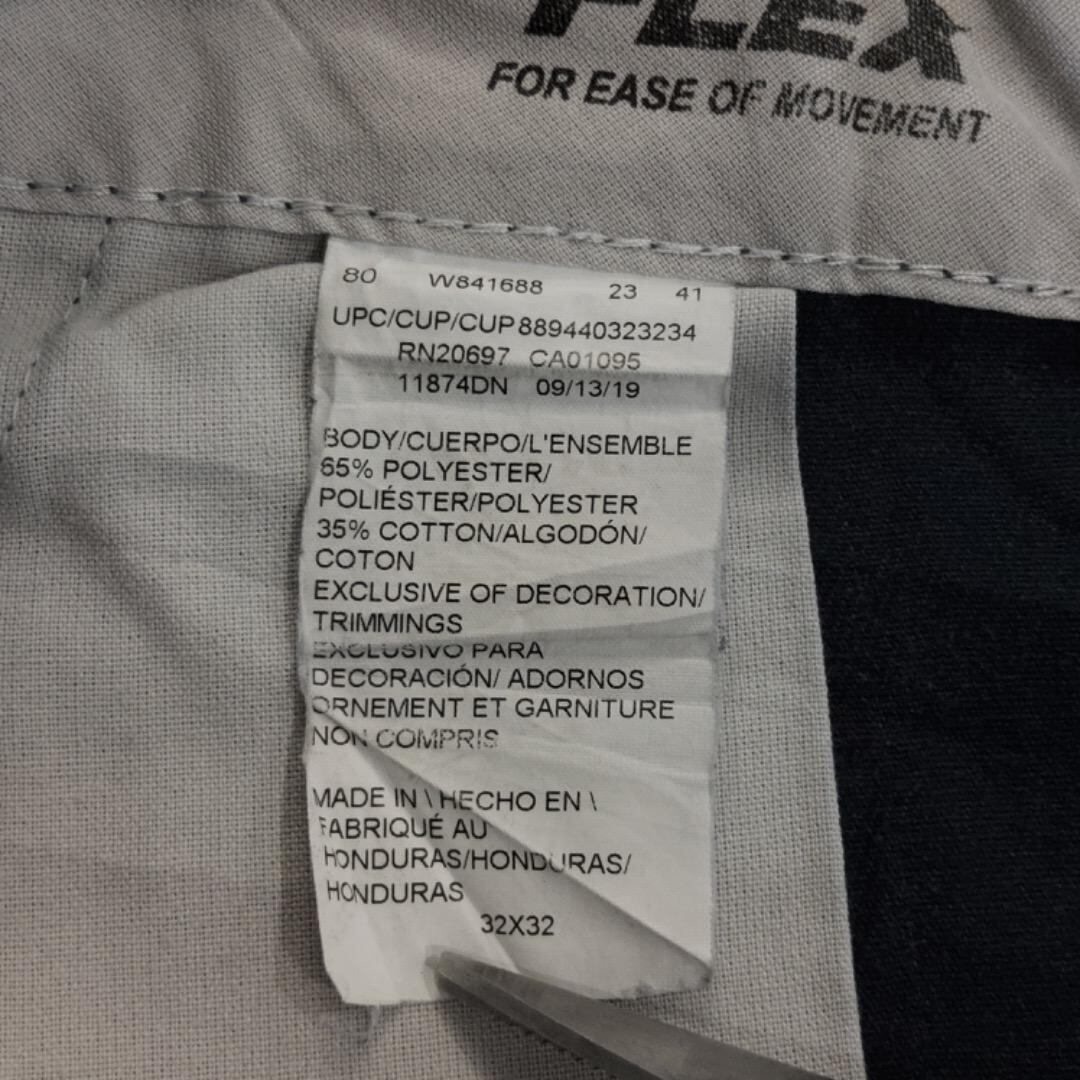 FLEX
FOR EASE OF MOVEMENT
80 W841688 23 41
UPC/CUP/CUP 889440323234
RN20697 CA01095
11874DN 09/13/19
BODY/CUERPO/L'ENSEMBLE
65% POLYESTER/
POLIÉSTER/POLYESTER
35% COTTON/ALGODÓN/
COTON
EXCLUSIVE OF DECORATION/
TRIMMINGS
EXCLUSIVO PARA
DECORACIÓN/ ADORNOS
ORNEMENT ET GARNITURE
NON COMPRIS
MADE IN \ HECHO EN \
FABRIQUÉ AU
HONDURAS/HONDURAS/
HONDURAS
32X32